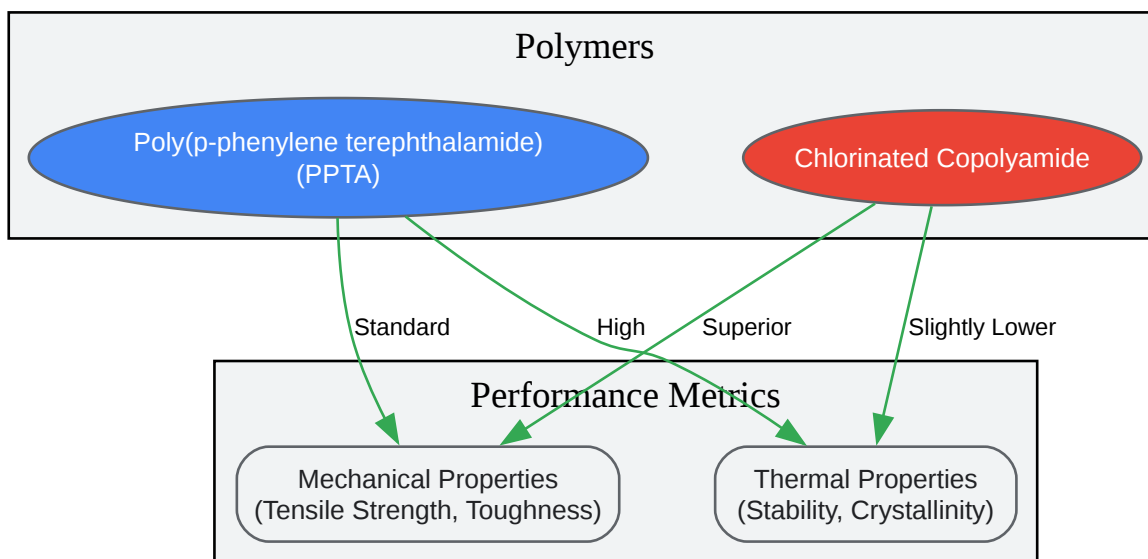 Polymers
Poly(p-phenylene terephthalamide)
(PPTA)
Chlorinated Copolyamide
Standard
High
Superior
Slightly Lower
Performance Metrics
Mechanical Properties
(Tensile Strength, Toughness)
Thermal Properties
(Stability, Crystallinity)